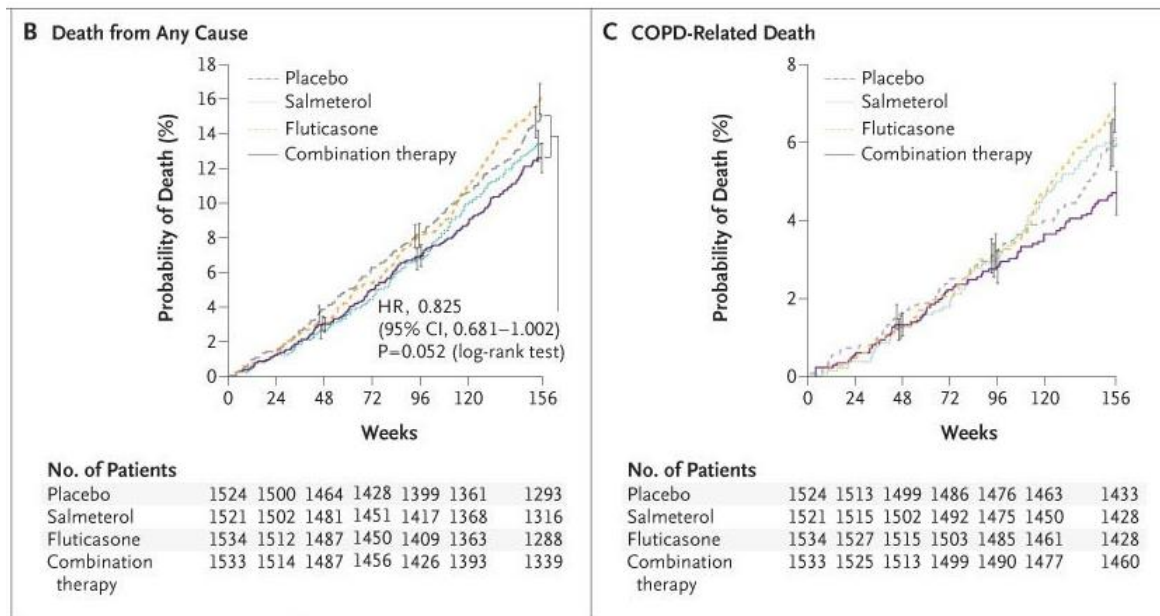 B Death from Any Cause
Probability of Death (%)
18
16
14
12
10
8
6
4
2
0
Placebo
Salmeterol
Fluticasone
Combination therapy
HR, 0.825
(95% CI, 0.681–1.002)
P=0.052 (log-rank test)
0 24 48 72 96 120 156
Weeks
No. of Patients
Placebo 1524 1500 1464 1428 1399 1361 1293
Salmeterol 1521 1502 1481 1451 1417 1368 1316
Fluticasone 1534 1512 1487 1450 1409 1363 1288
Combination 1533 1514 1487 1456 1426 1393 1339
therapy
C COPD-Related Death
Probability of Death (%)
8
6
4
2
0
Placebo
Salmeterol
Fluticasone
Combination therapy
0 24 48 72 96 120 156
Weeks
No. of Patients
Placebo 1524 1513 1499 1486 1476 1463 1433
Salmeterol 1521 1515 1502 1492 1475 1450 1428
Fluticasone 1534 1527 1515 1503 1485 1461 1428
Combination 1533 1525 1513 1499 1490 1477 1460
therapy